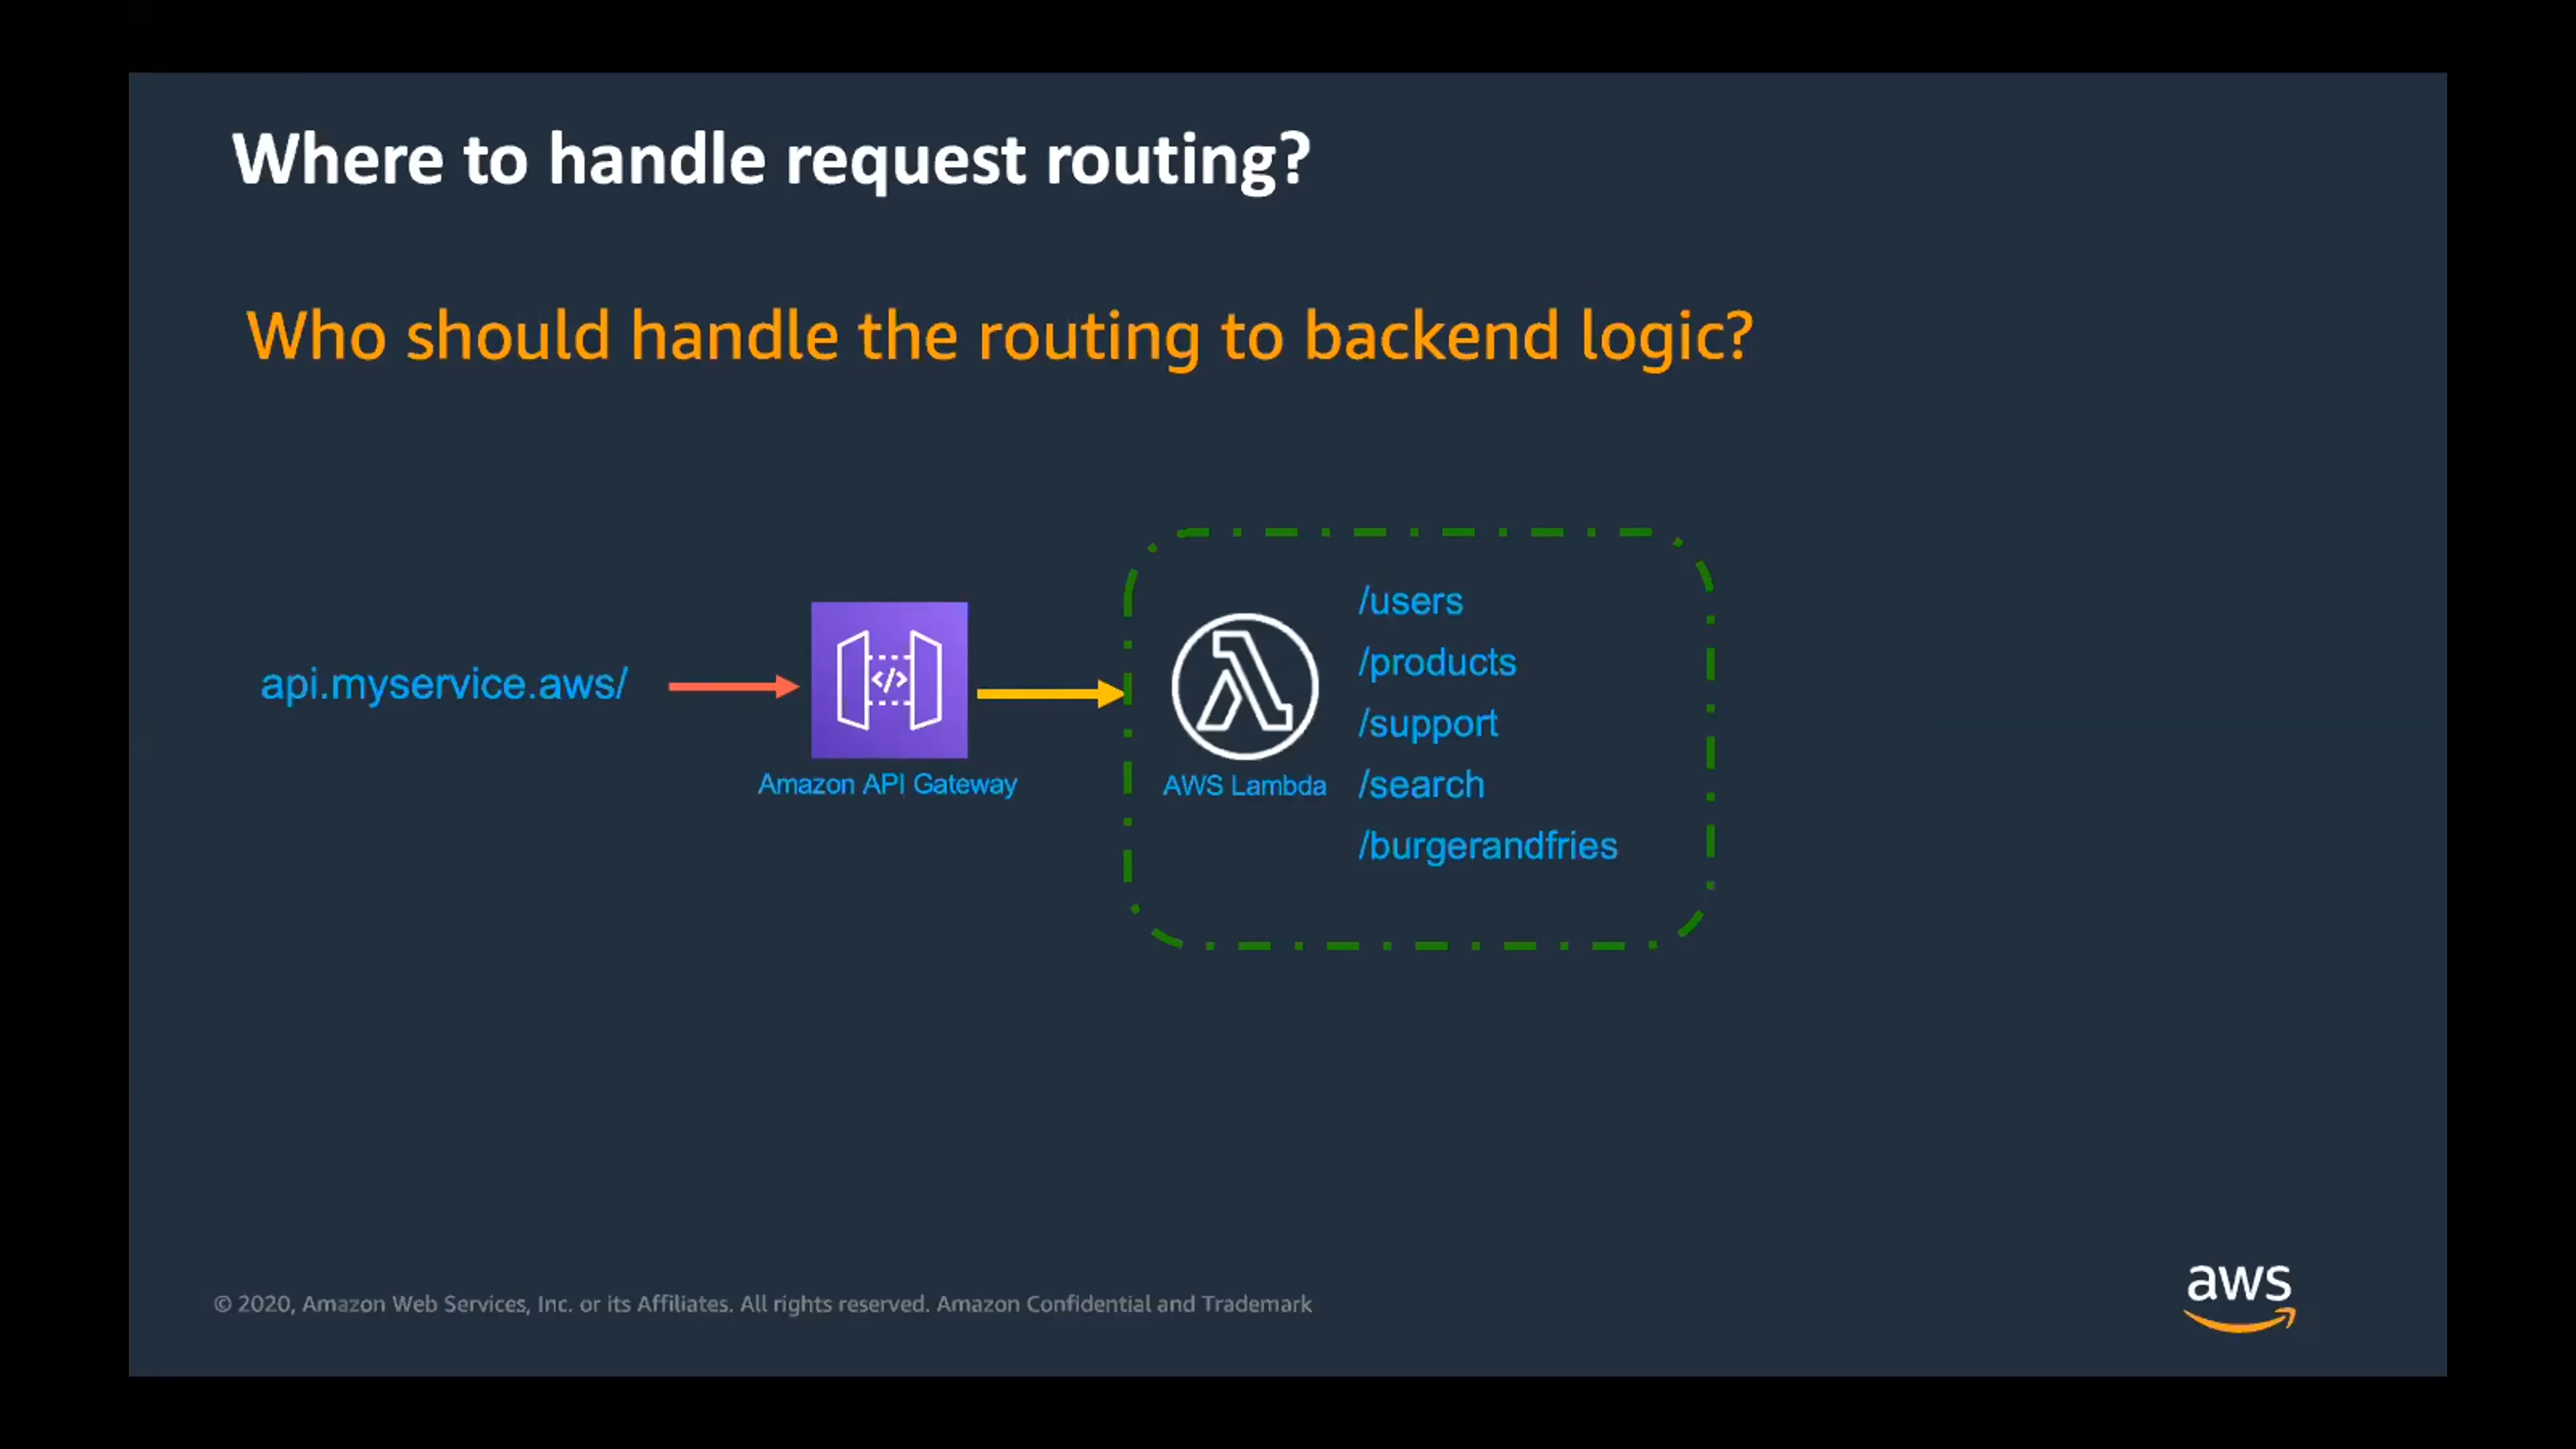 Where to handle request routing?
Who should handle the routing to backend logic?
api.myservice.aws/
</>
Amazon API Gateway
AWS Lambda
/users
/products
/support
/search
/burgerandfries
© 2020, Amazon Web Services, Inc. or its Affiliates. All rights reserved. Amazon Confidential and Trademark
aws